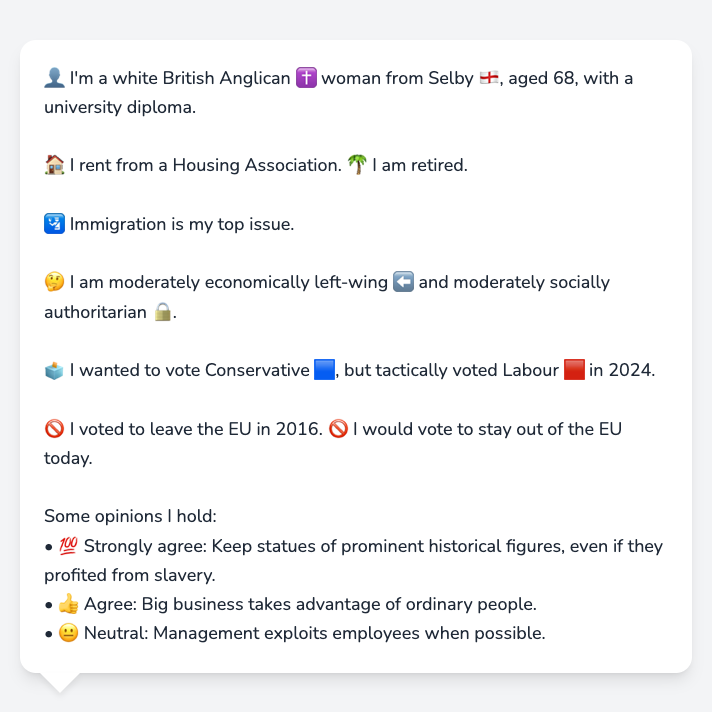 👤 I'm a white British Anglican ✝️ woman from Selby 🏴󠁧󠁢󠁥󠁮󠁧󠁿, aged 68, with a
university diploma.
🏠 I rent from a Housing Association. 🌴 I am retired.
🛂 Immigration is my top issue.
🤔 I am moderately economically left-wing ⬅️ and moderately socially
authoritarian 🔒.
🗳️ I wanted to vote Conservative 🟦, but tactically voted Labour 🟥 in 2024.
🚫 I voted to leave the EU in 2016. 🚫 I would vote to stay out of the EU
today.
Some opinions I hold:
• 💯 Strongly agree: Keep statues of prominent historical figures, even if they
profited from slavery.
• 👍 Agree: Big business takes advantage of ordinary people.
• 😐 Neutral: Management exploits employees when possible.